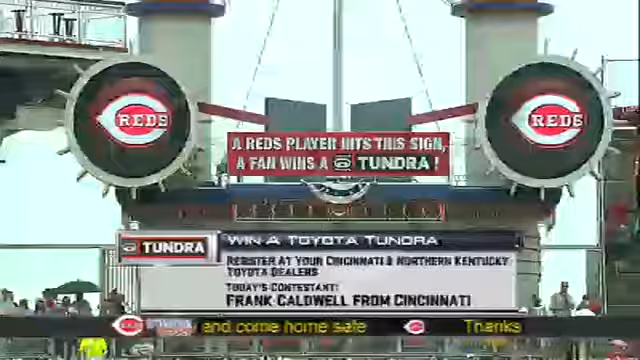 REDS
REDS
A REDS PLAYER HITS THIS SIGN,
A FAN WINS A TUNDRA!
TUNDRA
WIN A TOYOTA TUNDRA
REGISTER AT YOUR CINCINNATI & NORTHERN KENTUCKY
TOYOTA DEALERS
TODAY'S CONTESTANT:
FRANK CALDWELL FROM CINCINNATI
and come home safe
Thanks